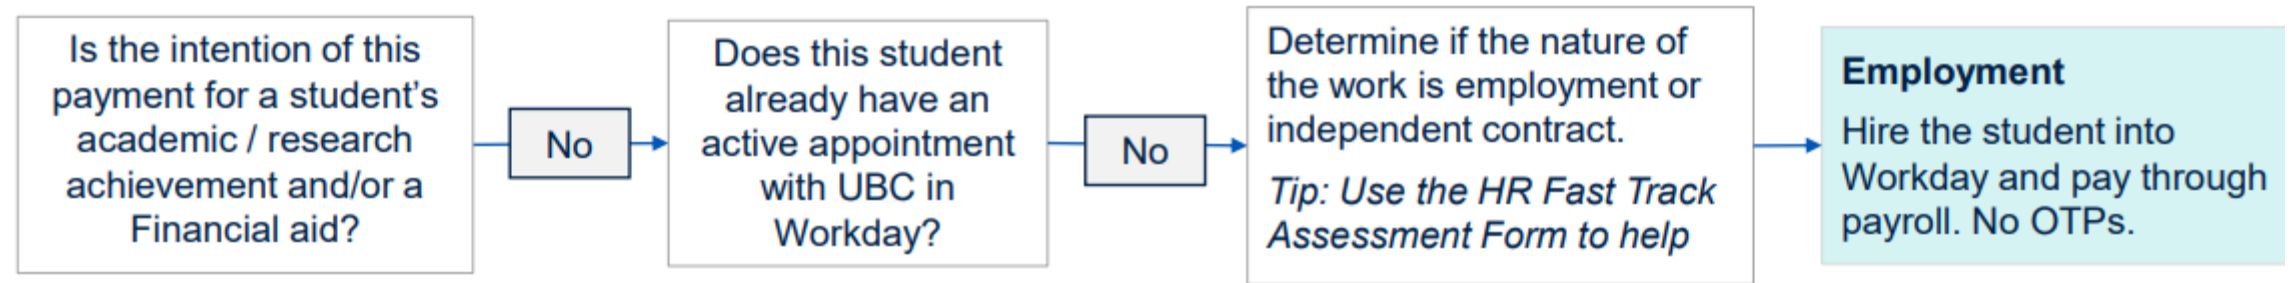 Is the intention of this
payment for a student’s
academic / research
achievement and/or a
Financial aid?
No
Does this student
already have an
active appointment
with UBC in
Workday?
No
Determine if the nature of
the work is employment or
independent contract.
Tip: Use the HR Fast Track
Assessment Form to help
Employment
Hire the student into
Workday and pay through
payroll. No OTPs.